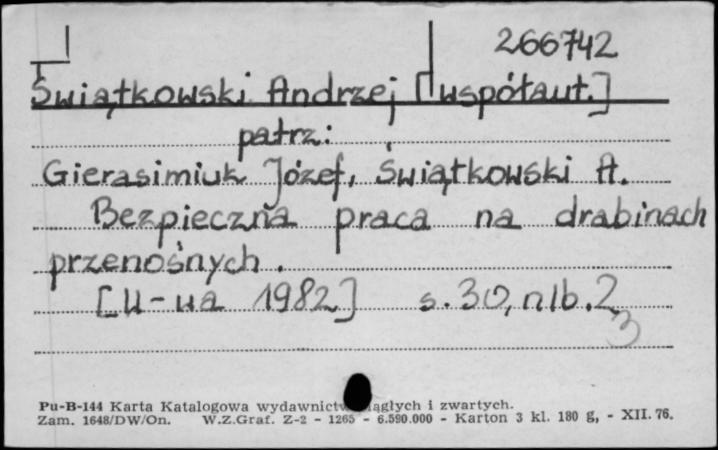 266742
Świątkowski Andrzej [współaut.]
patrz:
Gierasimiuk Józef, Świątkowski A.
Bezpieczna praca na drabinach
przenośnych.
[W-wa 1982] s. 30, nlb. 2
3
Pu-B-144 Karta Katalogowa wydawnictw ciągłych i zwartych.
Zam. 1648/DW/On. W.Z.Graf. Z-2 - 1265 - 6.590.000 - Karton 3 kl. 180 g, - XII. 76.